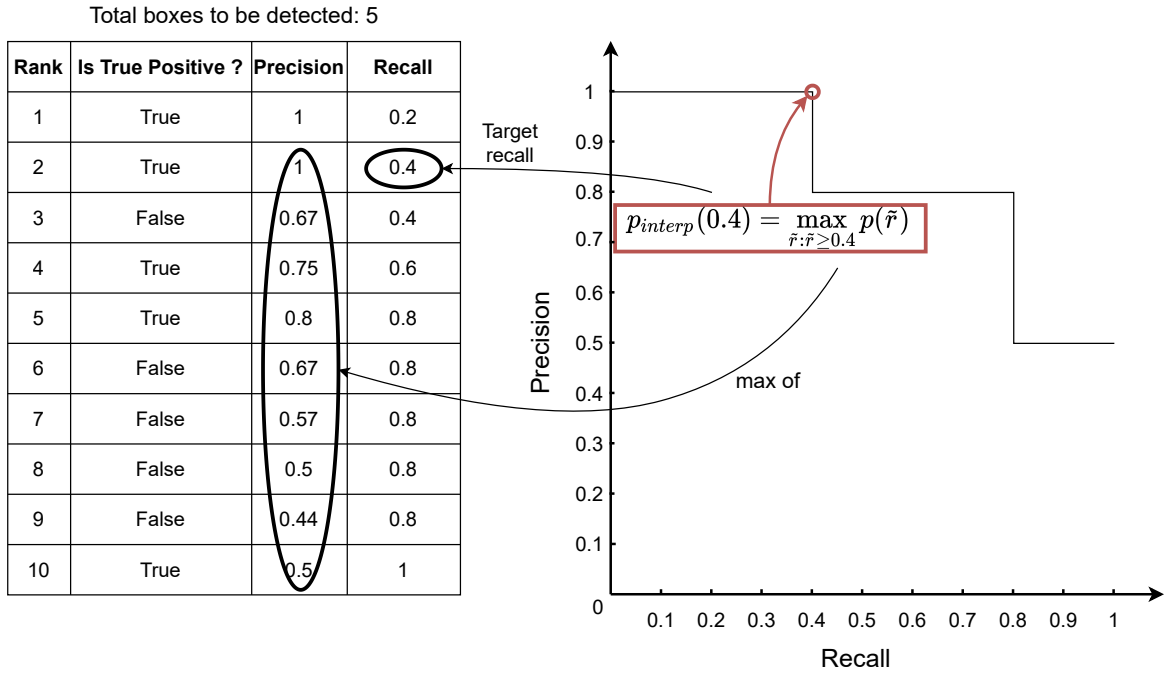 Total boxes to be detected: 5
Rank Is True Positive ? Precision Recall
1 True 1 0.2
2 True 1 0.4
3 False 0.67 0.4
4 True 0.75 0.6
5 True 0.8 0.8
6 False 0.67 0.8
7 False 0.57 0.8
8 False 0.5 0.8
9 False 0.44 0.8
10 True 0.5 1
Target
recall
max of
1
0.9
0.8
0.7
0.6
0.5
0.4
0.3
0.2
0.1
0
Precision
p_{interp}(0.4) = max_{r̃:r̃≥0.4} p(r̃)
0.1 0.2 0.3 0.4 0.5 0.6 0.7 0.8 0.9 1
Recall